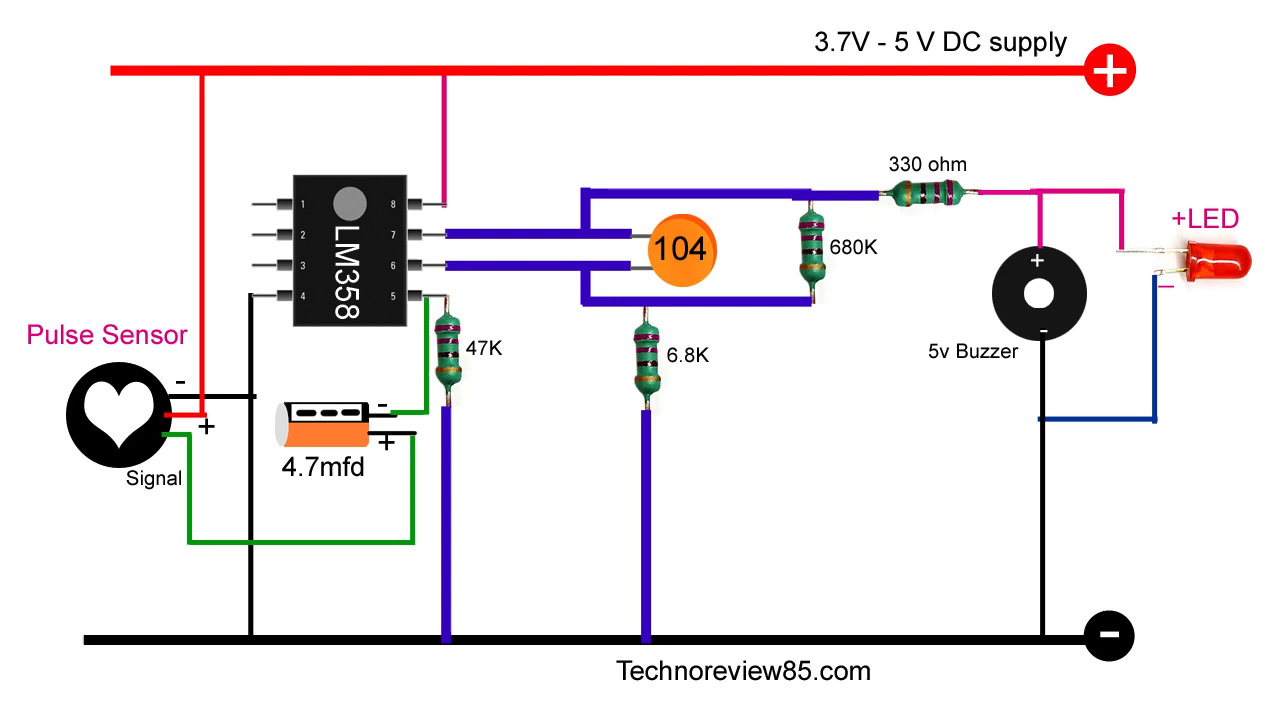 3.7V - 5 V DC supply
+
330 ohm
1
2
3
4
8
7
6
5
LM358
104
680K
+LED
–
+
-
5v Buzzer
Pulse Sensor
-
+
Signal
47K
6.8K
-
+
4.7mfd
-
Technoreview85.com